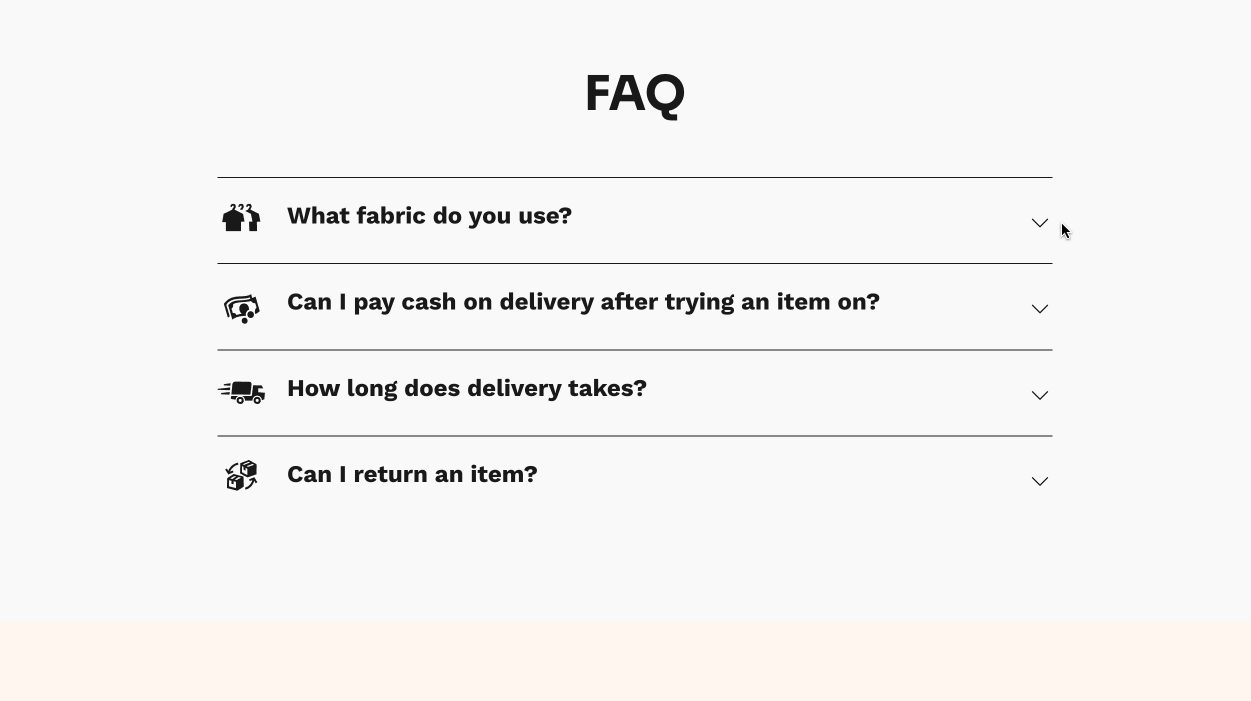 FAQ
What fabric do you use?
Can I pay cash on delivery after trying an item on?
How long does delivery takes?
Can I return an item?